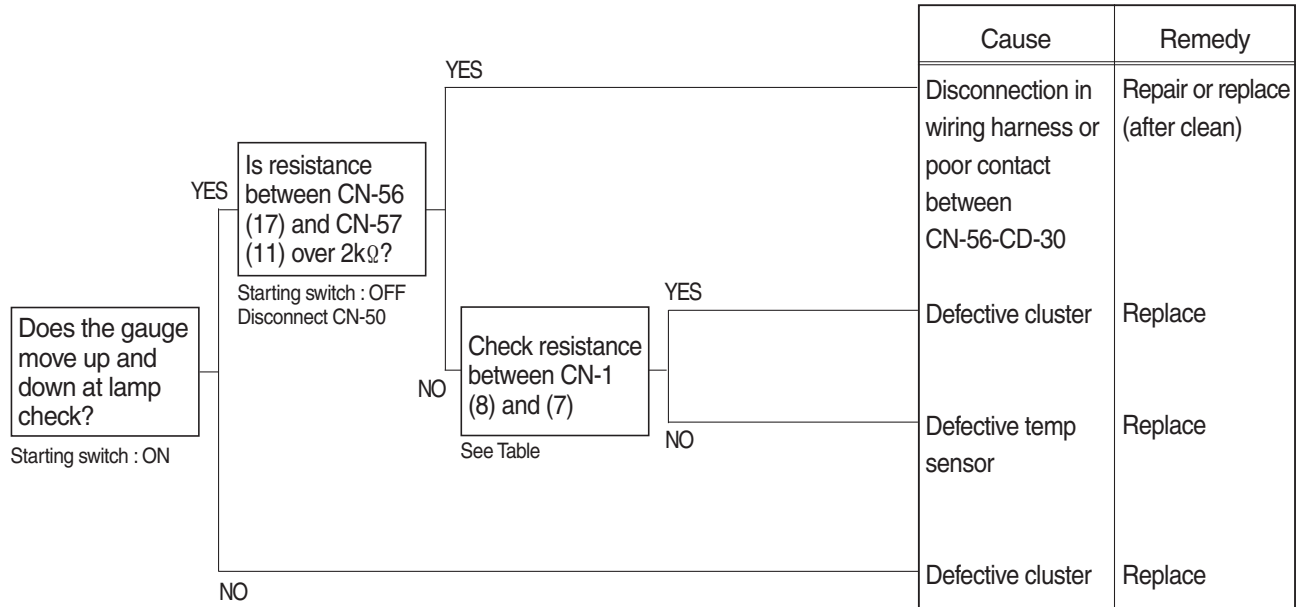 Cause
Remedy
YES
Disconnection in
wiring harness or
poor contact
between
CN-56-CD-30
Repair or replace
(after clean)
YES
Is resistance
between CN-56
(17) and CN-57
(11) over 2kΩ?
Starting switch : OFF
Disconnect CN-50
Does the gauge
move up and
down at lamp
check?
Starting switch : ON
NO
Check resistance
between CN-1
(8) and (7)
See Table
YES
Defective cluster
Replace
NO
Defective temp
sensor
Replace
NO
Defective cluster
Replace